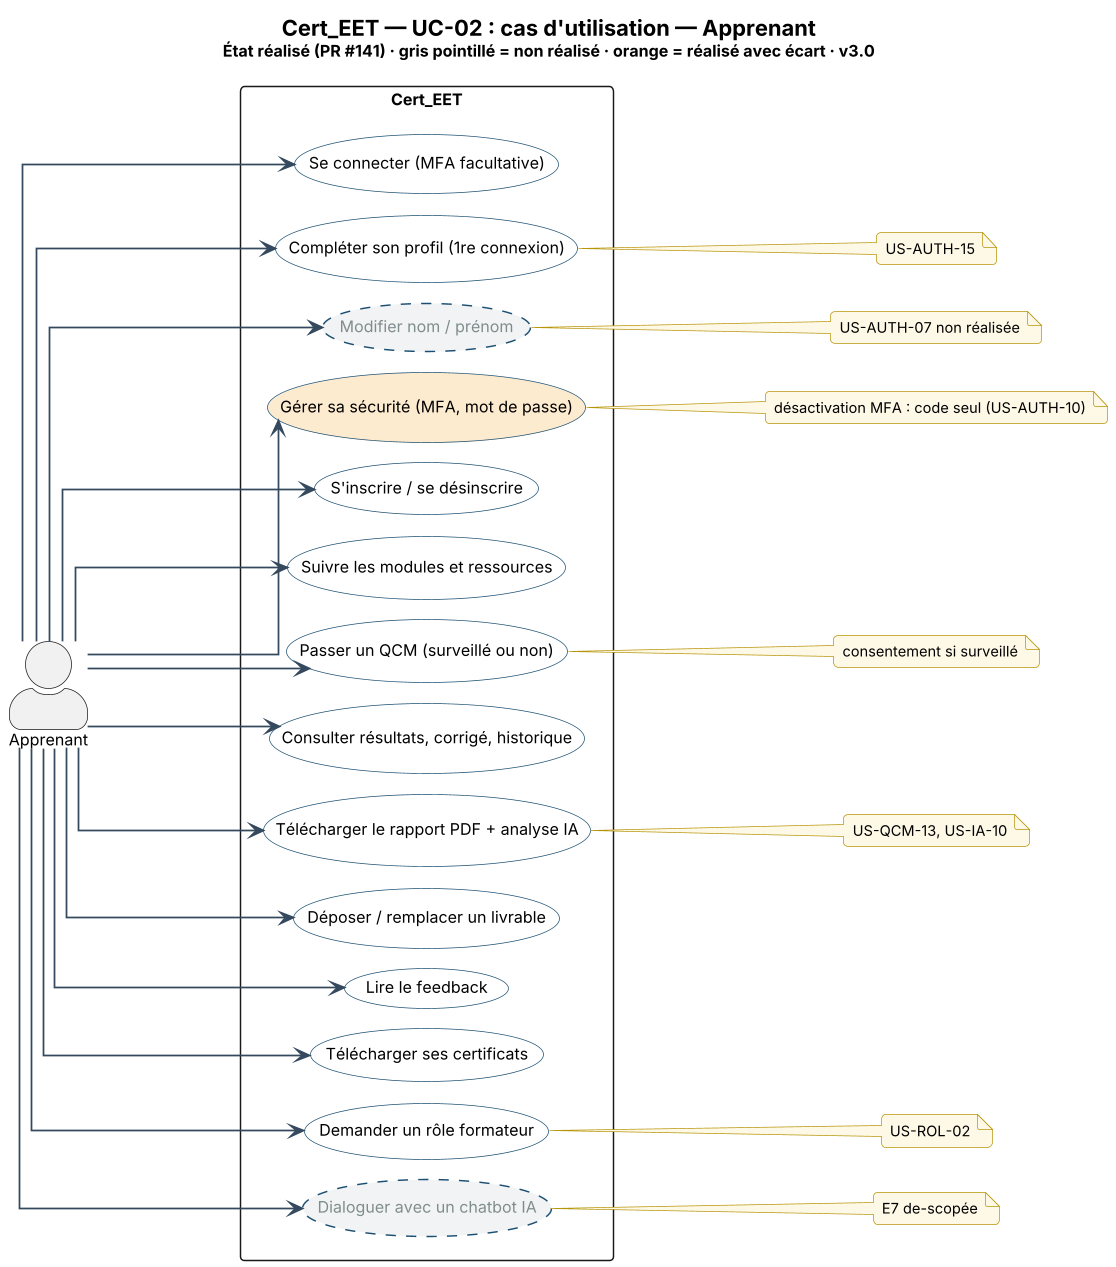 Cert_EET — UC-02 : cas d'utilisation — Apprenant
État réalisé (PR #141) · gris pointillé = non réalisé · orange = réalisé avec écart · v3.0
Cert_EET
Se connecter (MFA facultative)
Compléter son profil (1re connexion)
US-AUTH-15
Modifier nom / prénom
US-AUTH-07 non réalisée
Gérer sa sécurité (MFA, mot de passe)
désactivation MFA : code seul (US-AUTH-10)
S'inscrire / se désinscrire
Suivre les modules et ressources
Passer un QCM (surveillé ou non)
consentement si surveillé
Apprenant
Consulter résultats, corrigé, historique
Télécharger le rapport PDF + analyse IA
US-QCM-13, US-IA-10
Déposer / remplacer un livrable
Lire le feedback
Télécharger ses certificats
Demander un rôle formateur
US-ROL-02
Dialoguer avec un chatbot IA
E7 de-scopée